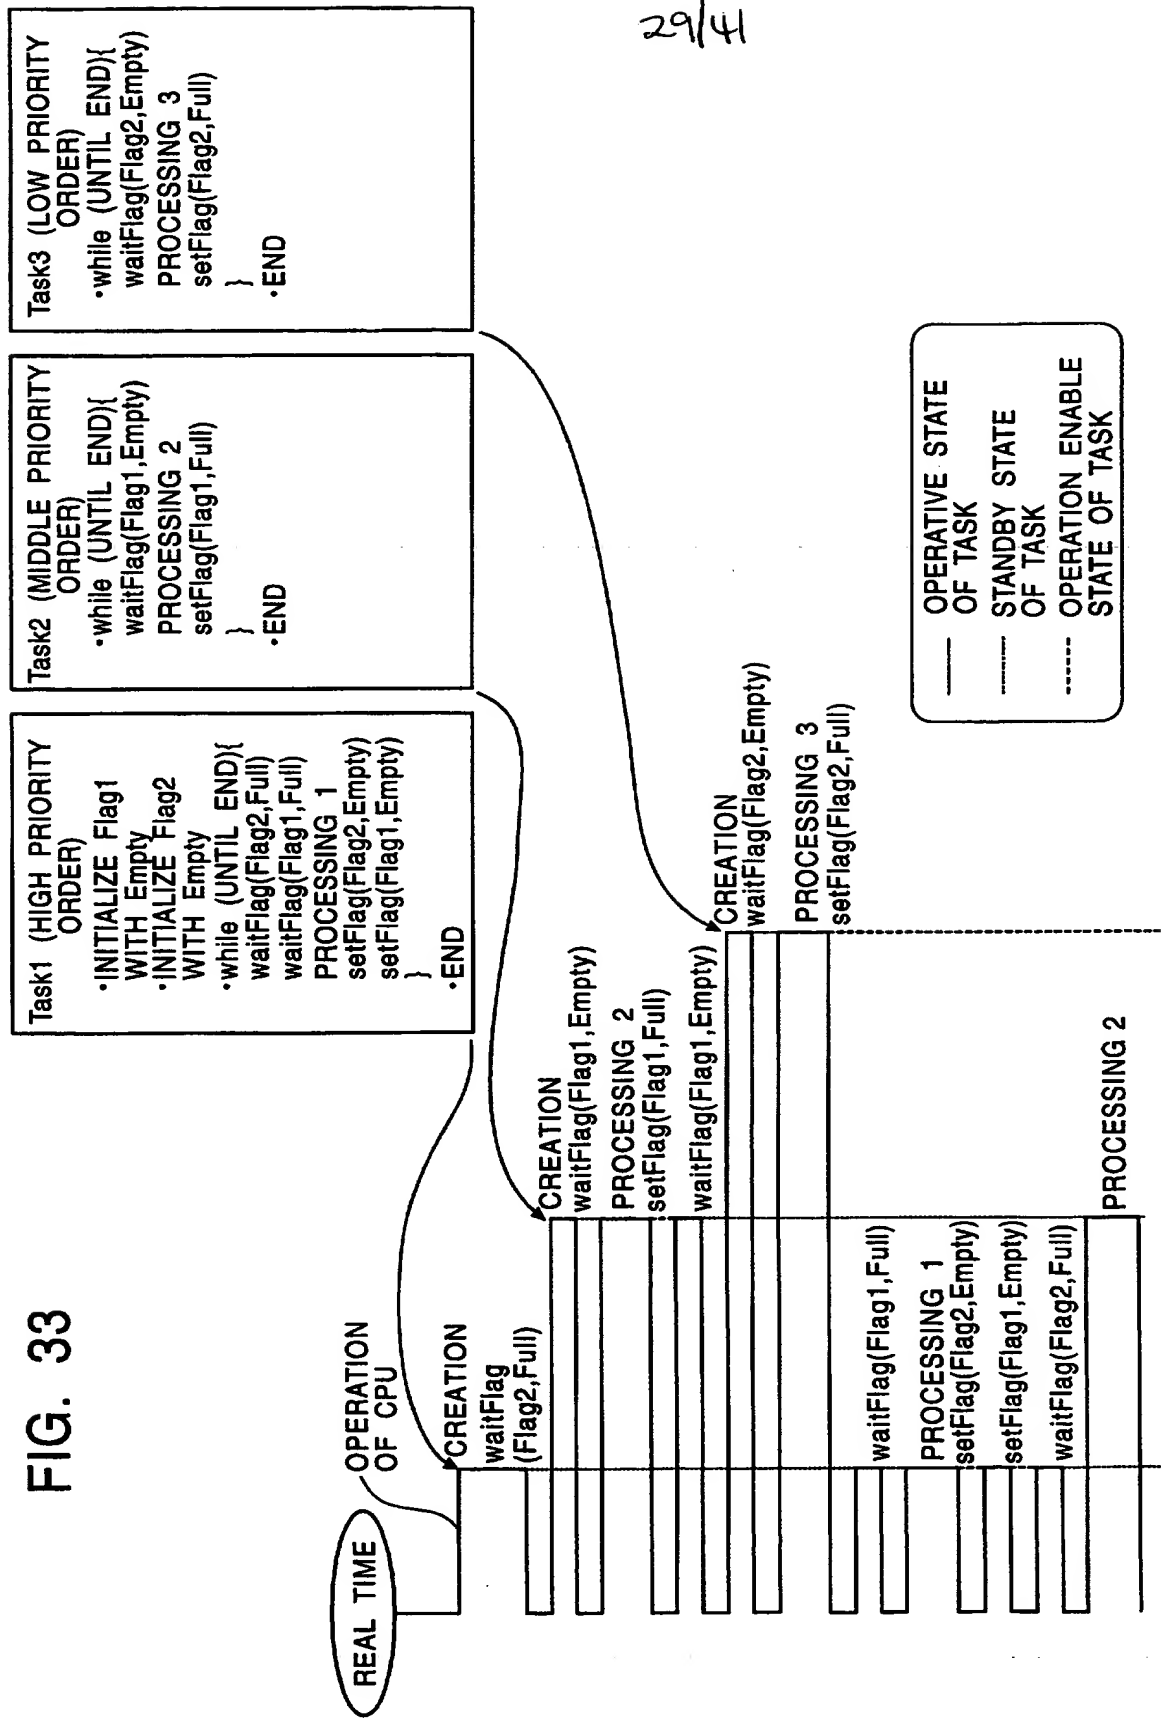 29/41
FIG. 33
Task1 (HIGH PRIORITY
ORDER)
•INITIALIZE Flag1
WITH Empty
•INITIALIZE Flag2
WITH Empty
•while (UNTIL END){
waitFlag(Flag2,Full)
waitFlag(Flag1,Full)
PROCESSING 1
setFlag(Flag2,Empty)
setFlag(Flag1,Empty)
}
•END
Task2 (MIDDLE PRIORITY
ORDER)
•while (UNTIL END){
waitFlag(Flag1,Empty)
PROCESSING 2
setFlag(Flag1,Full)
}
•END
Task3 (LOW PRIORITY
ORDER)
•while (UNTIL END){
waitFlag(Flag2,Empty)
PROCESSING 3
setFlag(Flag2,Full)
}
•END
REAL TIME
OPERATION
OF CPU
CREATION
waitFlag
(Flag2,Full)
CREATION
waitFlag(Flag1,Empty)
PROCESSING 2
setFlag(Flag1,Full)
waitFlag(Flag1,Empty)
CREATION
waitFlag(Flag2,Empty)
PROCESSING 3
setFlag(Flag2,Full)
waitFlag(Flag1,Full)
PROCESSING 1
setFlag(Flag2,Empty)
setFlag(Flag1,Empty)
waitFlag(Flag2,Full)
PROCESSING 2
OPERATIVE STATE
OF TASK
STANDBY STATE
OF TASK
OPERATION ENABLE
STATE OF TASK